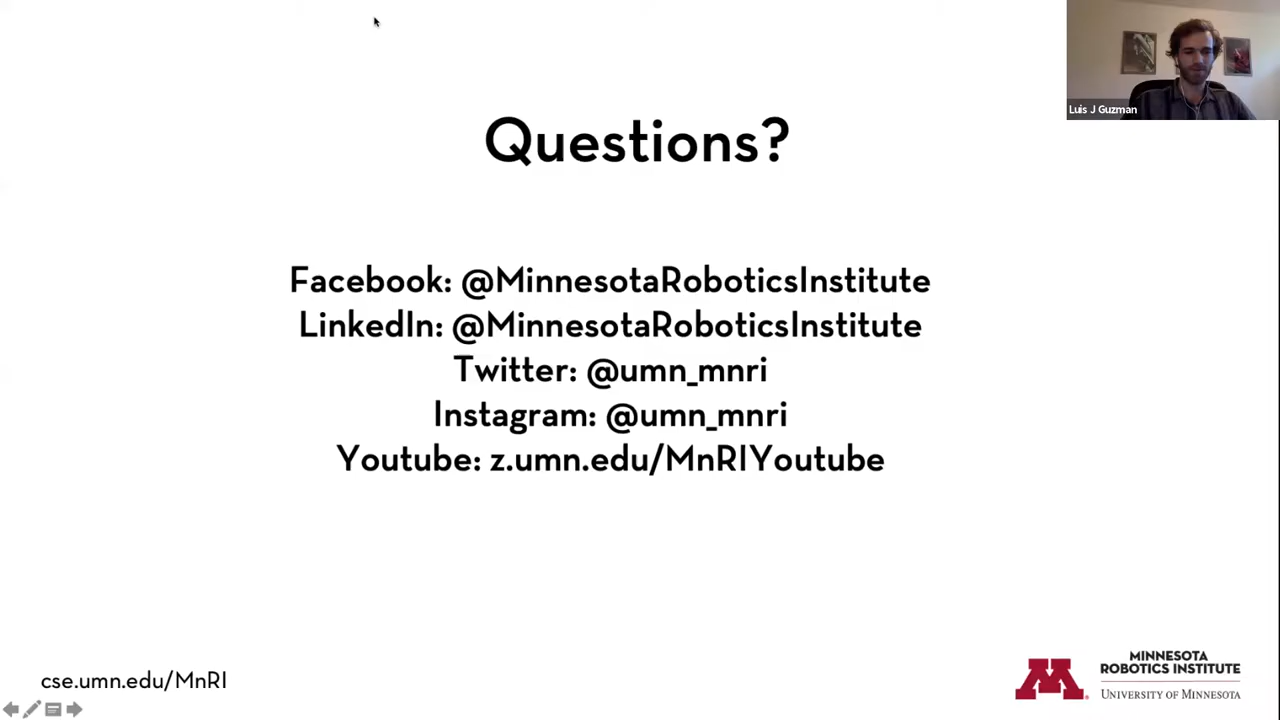 Luis J Guzman
Questions?
Facebook: @MinnesotaRoboticsInstitute
LinkedIn: @MinnesotaRoboticsInstitute
Twitter: @umn_mnri
Instagram: @umn_mnri
Youtube: z.umn.edu/MnRIYoutube
cse.umn.edu/MnRI
MINNESOTA
ROBOTICS INSTITUTE
UNIVERSITY OF MINNESOTA